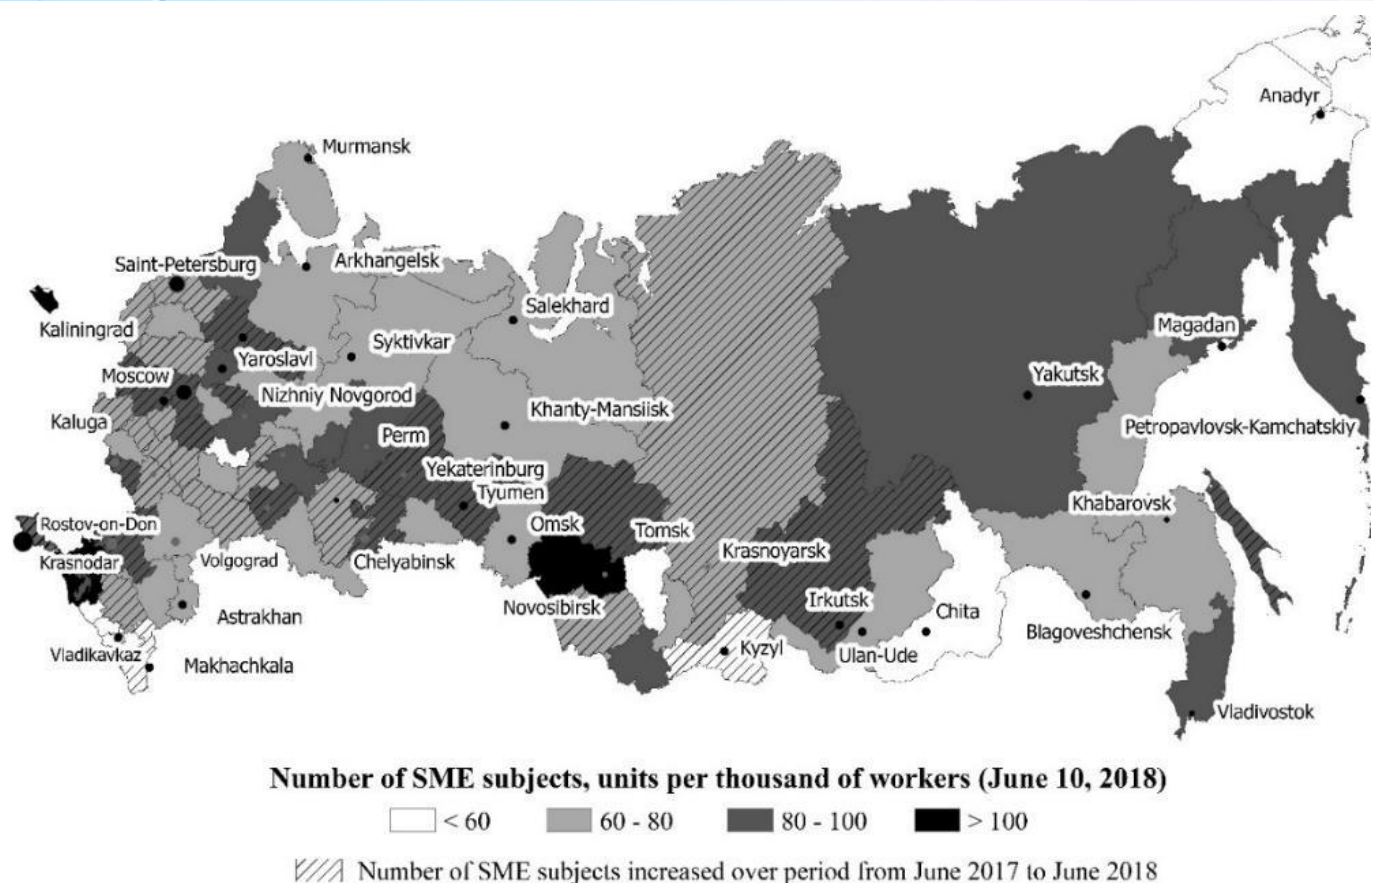 Anadyr
Murmansk
Saint-Petersburg
Arkhangelsk
Salekhard
Kaliningrad
Syktivkar
Magadan
Yaroslavl
Moscow
Yakutsk
Nizhniy Novgorod
Khanty-Mansiisk
Kaluga
Petropavlovsk-Kamchatskiy
Perm
Yekaterinburg
Tyumen
Khabarovsk
Rostov-on-Don
Omsk
Tomsk
Krasnoyarsk
Krasnodar
Volgograd
Chelyabinsk
Irkutsk
Novosibirsk
Chita
Astrakhan
Blagoveshchensk
Kyzyl
Ulan-Ude
Vladikavkaz
Makhachkala
Vladivostok
Number of SME subjects, units per thousand of workers (June 10, 2018)
< 60 60 - 80 80 - 100 > 100
Number of SME subjects increased over period from June 2017 to June 2018